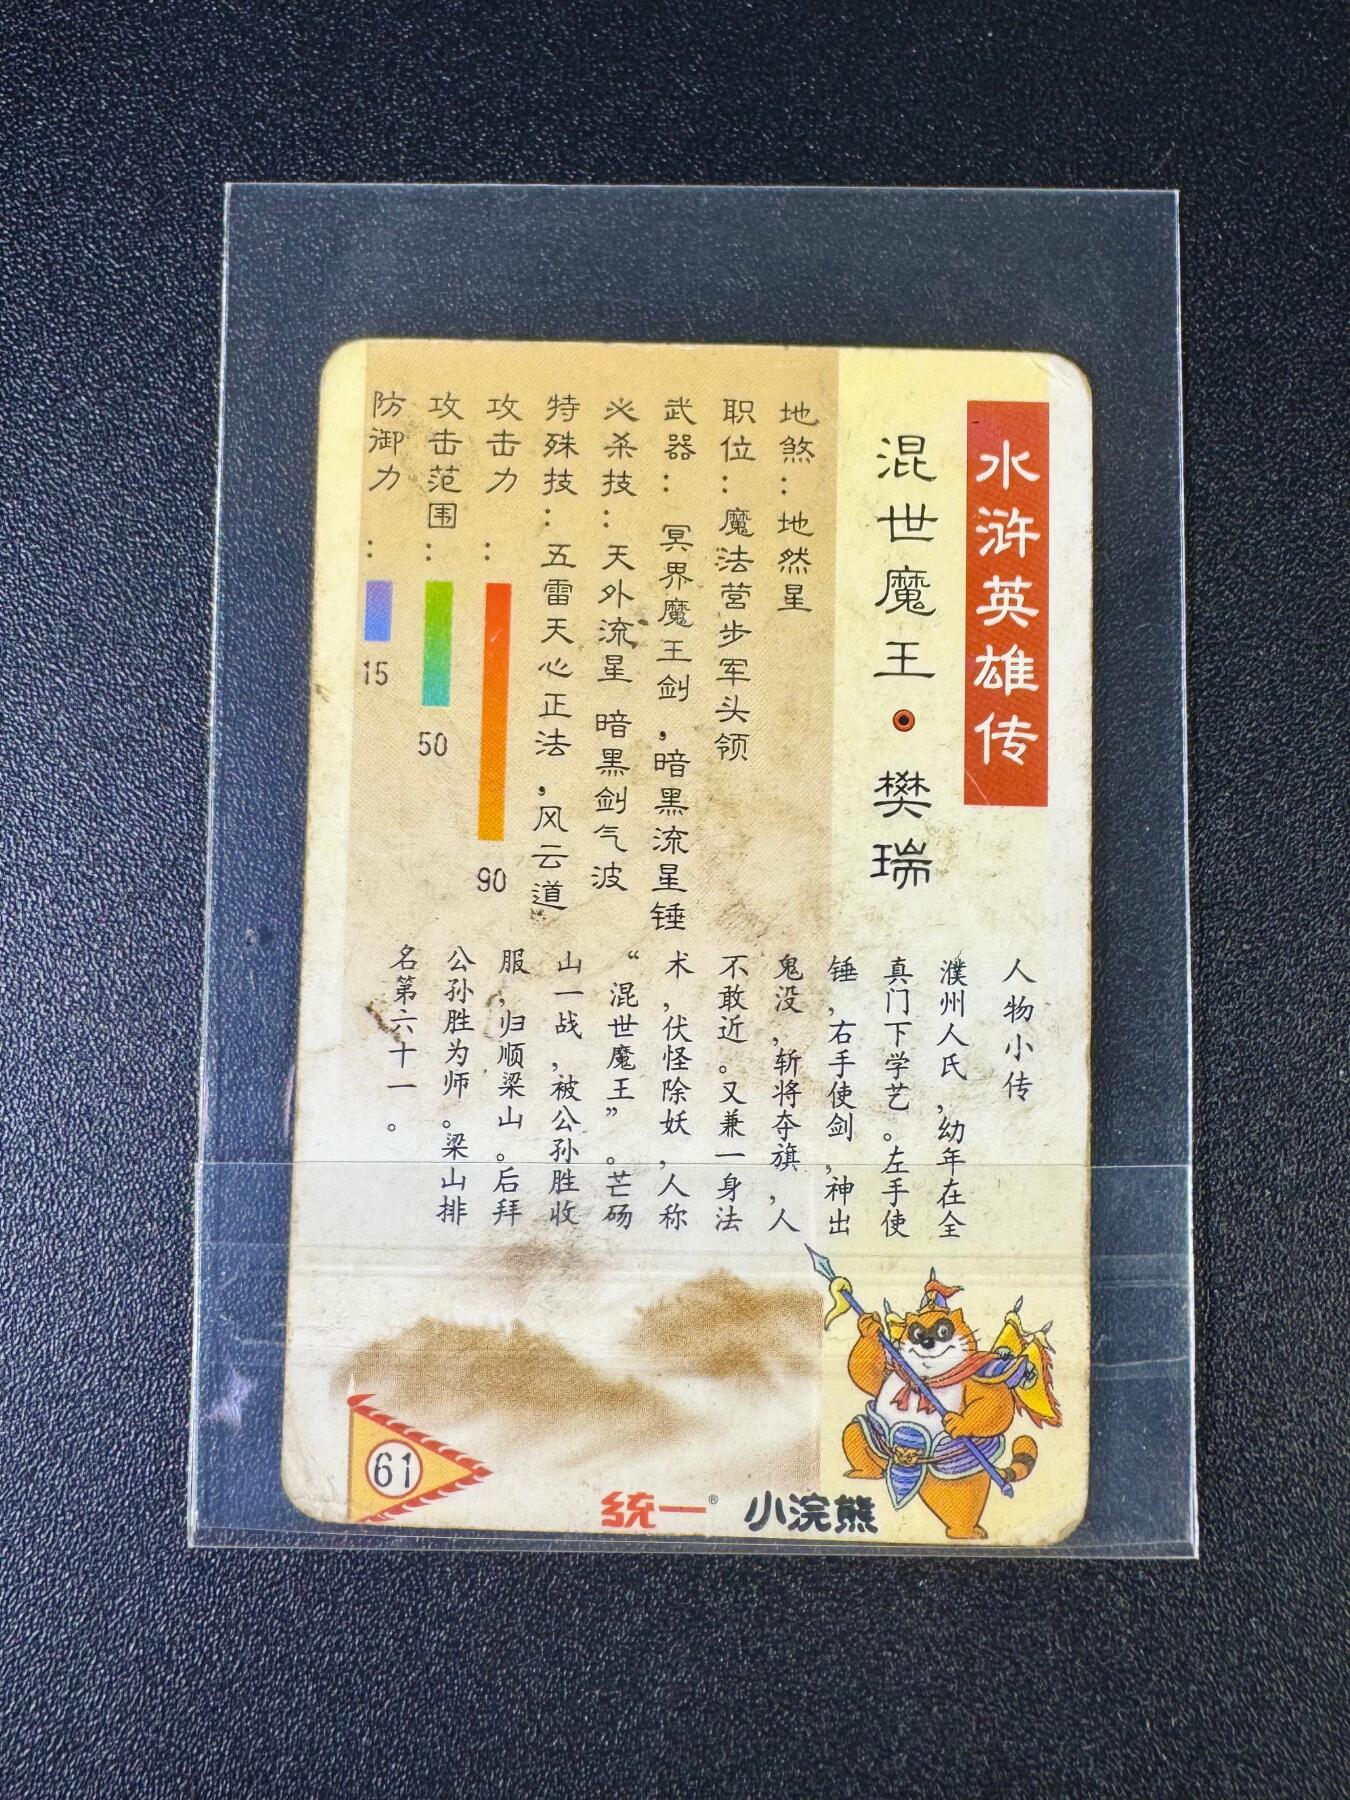 水浒英雄传
混世魔王·樊瑞
地煞：地然星
职位：魔法营步军头领
武器：冥界魔王剑，暗黑流星锤
必杀技：天外流星 暗黑剑气波
特殊技：五雷天心正法，风云道
攻击力：90
攻击范围：50
防御力：15
人物小传
濮州人氏，幼年在全
真门下学艺。左手使
锤，右手使剑，神出
鬼没，斩将夺旗，人
不敢近。又兼一身法
术，伏怪除妖，人称
“混世魔王”。芒砀
山一战，被公孙胜收
服，归顺梁山。后拜
公孙胜为师。梁山排
名第六十一。
61
统一® 小浣熊